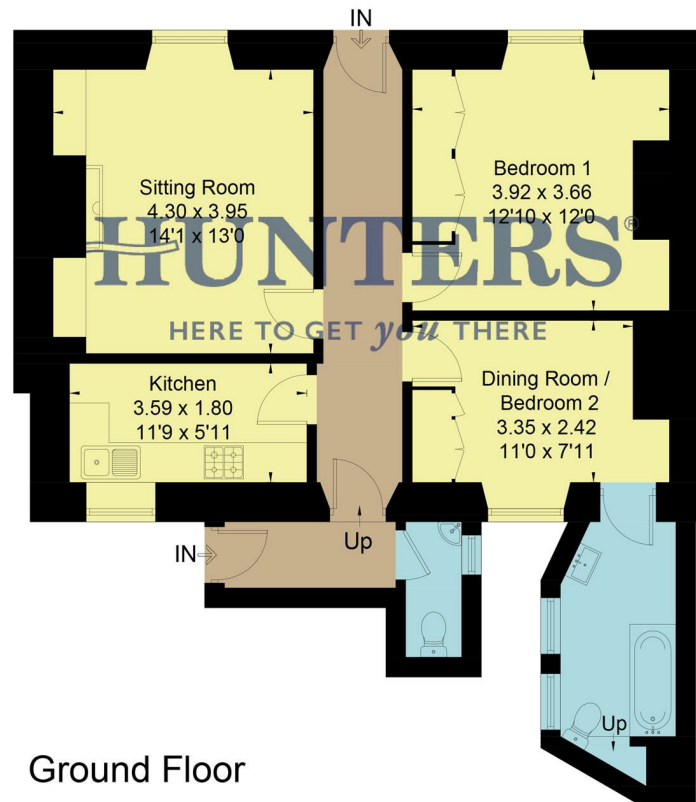 IN
Sitting Room
4.30 x 3.95
14'1 x 13'0
Bedroom 1
3.92 x 3.66
12'10 x 12'0
HUNTERS®
HERE TO GET you THERE
Kitchen
3.59 x 1.80
11'9 x 5'11
Dining Room /
Bedroom 2
3.35 x 2.42
11'0 x 7'11
IN
Up
Up
Ground Floor